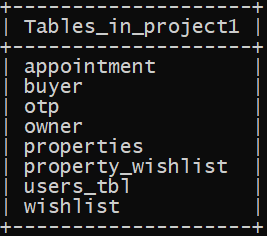 +---------------------+
| Tables_in_project1 |
+---------------------+
| appointment |
| buyer |
| otp |
| owner |
| properties |
| property_wishlist |
| users_tbl |
| wishlist |
+---------------------+